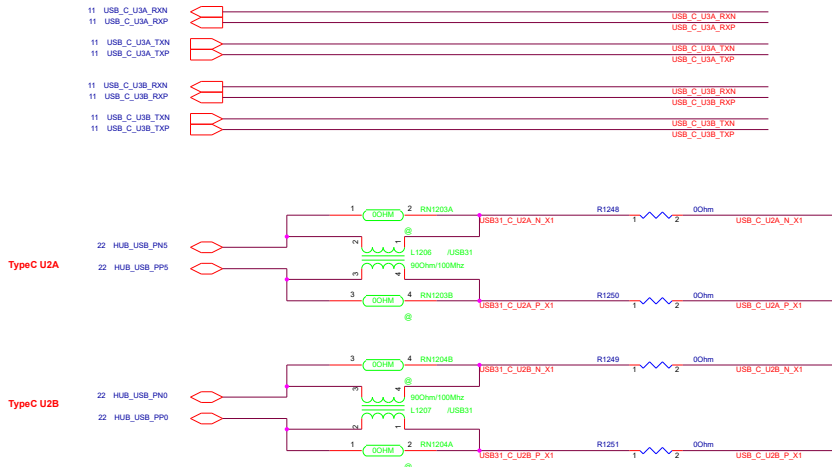 11 USB_C_U3A_RXN USB_C_U3A_RXN
11 USB_C_U3A_RXP USB_C_U3A_RXP
11 USB_C_U3A_TXN USB_C_U3A_TXN
11 USB_C_U3A_TXP USB_C_U3A_TXP
11 USB_C_U3B_RXN USB_C_U3B_RXN
11 USB_C_U3B_RXP USB_C_U3B_RXP
11 USB_C_U3B_TXN USB_C_U3B_TXN
11 USB_C_U3B_TXP USB_C_U3B_TXP
1 0OHM 2 RN1203A R1248 0Ohm
USB31_C_U2A_N_X1 1 2 USB_C_U2A_N_X1
@
2 1
22 HUB_USB_PN5
L1206 /USB31
TypeC U2A
22 HUB_USB_PP5 90Ohm/100Mhz
3 4
3 0OHM 4 RN1203B R1250 0Ohm
USB31_C_U2A_P_X1 1 2 USB_C_U2A_P_X1
@
3 0OHM 4 RN1204B R1249 0Ohm
USB31_C_U2B_N_X1 1 2 USB_C_U2B_N_X1
@
3 4
22 HUB_USB_PN0 90Ohm/100Mhz
TypeC U2B
L1207 /USB31
22 HUB_USB_PP0
2 1
1 0OHM 2 RN1204A R1251 0Ohm
USB31_C_U2B_P_X1 1 2 USB_C_U2B_P_X1
@